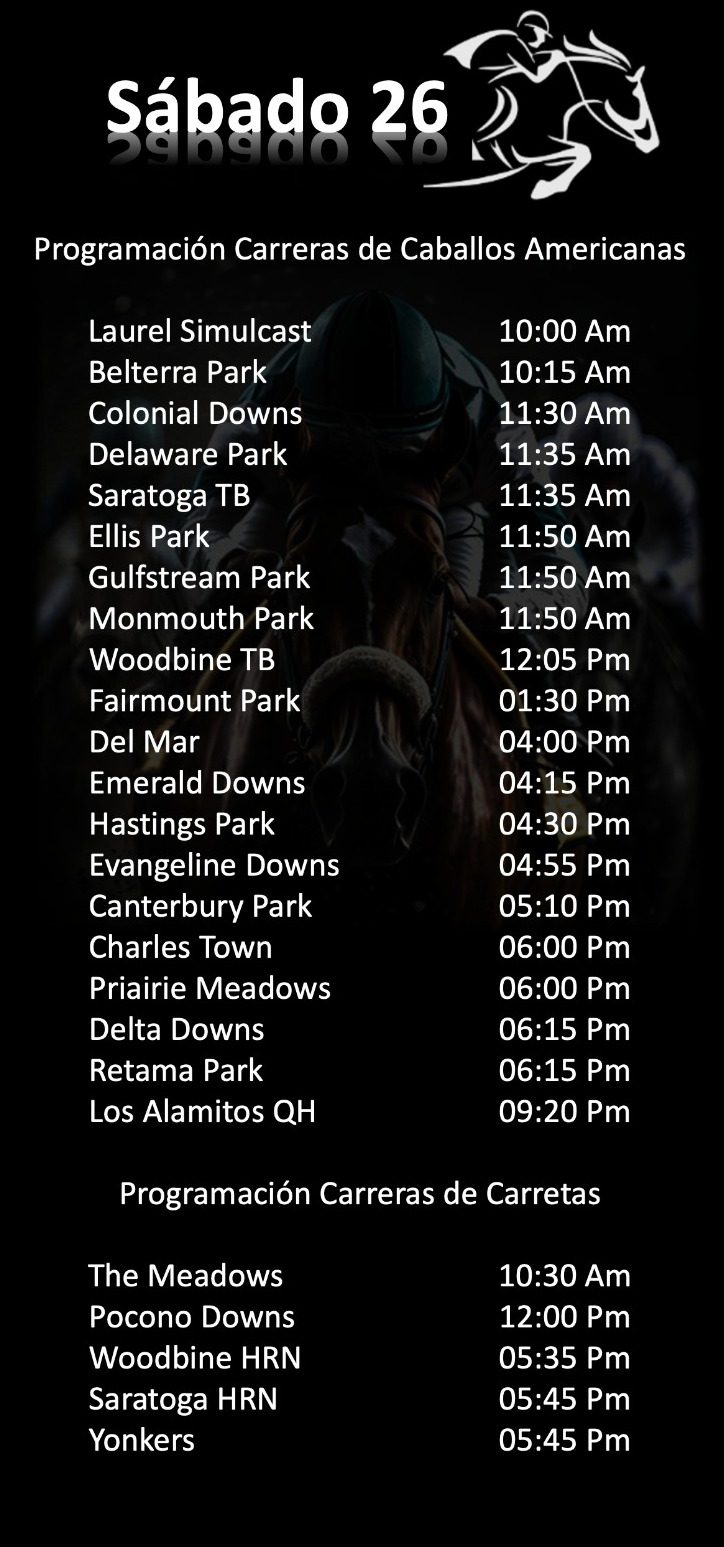 Sábado 26
Programación Carreras de Caballos Americanas
Laurel Simulcast 10:00 Am
Belterra Park 10:15 Am
Colonial Downs 11:30 Am
Delaware Park 11:35 Am
Saratoga TB 11:35 Am
Ellis Park 11:50 Am
Gulfstream Park 11:50 Am
Monmouth Park 11:50 Am
Woodbine TB 12:05 Pm
Fairmount Park 01:30 Pm
Del Mar 04:00 Pm
Emerald Downs 04:15 Pm
Hastings Park 04:30 Pm
Evangeline Downs 04:55 Pm
Canterbury Park 05:10 Pm
Charles Town 06:00 Pm
Priairie Meadows 06:00 Pm
Delta Downs 06:15 Pm
Retama Park 06:15 Pm
Los Alamitos QH 09:20 Pm
Programación Carreras de Carretas
The Meadows 10:30 Am
Pocono Downs 12:00 Pm
Woodbine HRN 05:35 Pm
Saratoga HRN 05:45 Pm
Yonkers 05:45 Pm